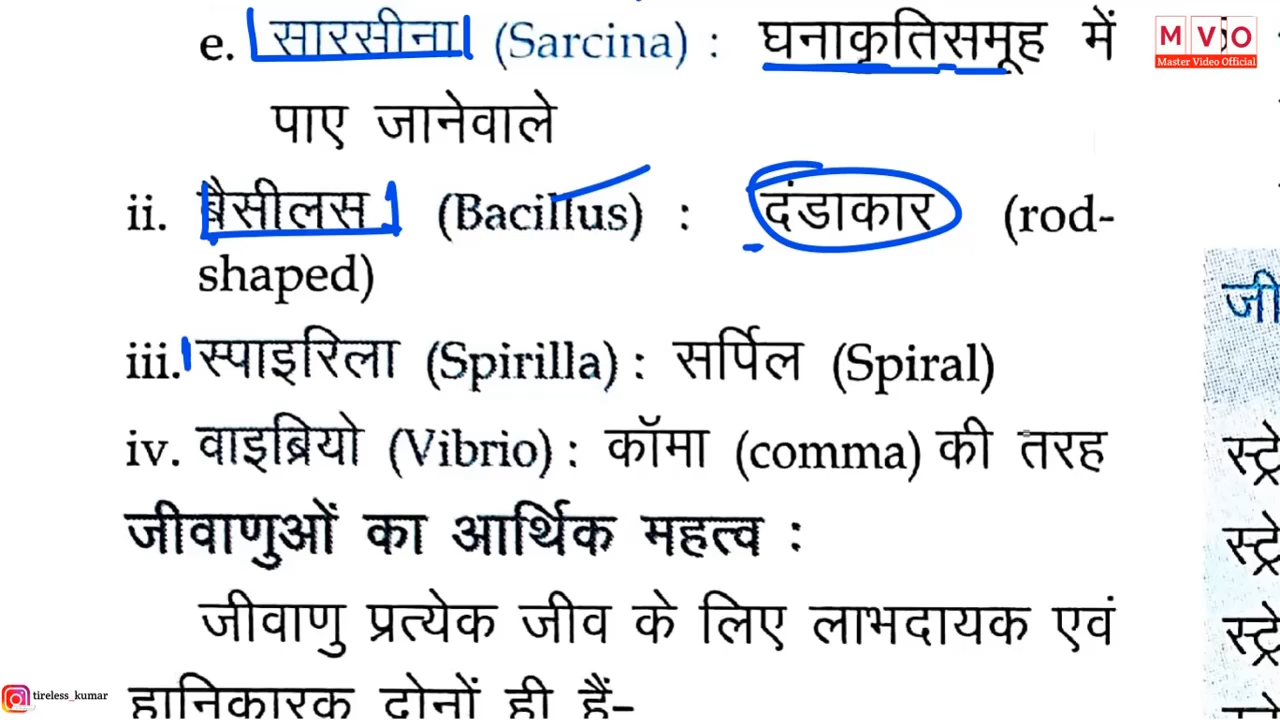 e. सारसीना (Sarcina) : घनाकृतिसमूह में
पाए जानेवाले
ii. बैसीलस (Bacillus) : दंडाकार (rod-
shaped)
iii. स्पाइरिला (Spirilla) : सर्पिल (Spiral)
iv. वाइब्रियो (Vibrio) : कॉमा (comma) की तरह
जीवाणुओं का आर्थिक महत्व :
जीवाणु प्रत्येक जीव के लिए लाभदायक एवं
हानिकारक दोनों ही हैं-
M V O
Master Video Official
tireless_kumar